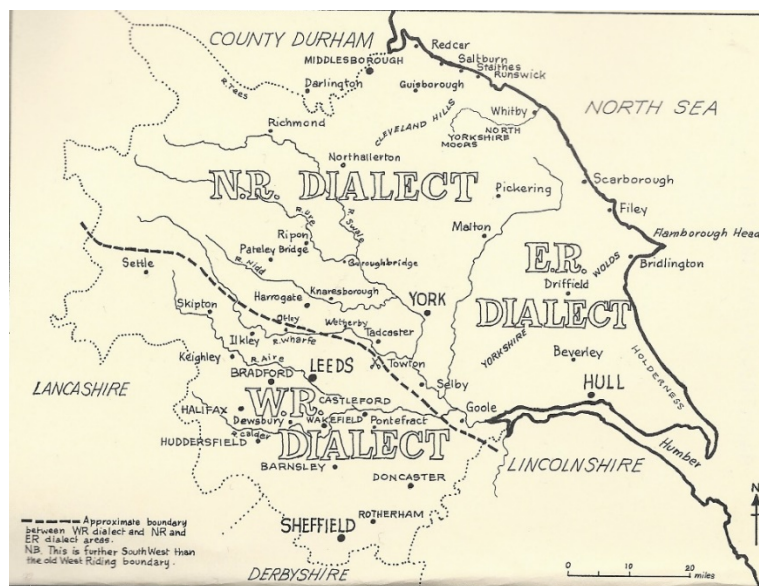 COUNTY DURHAM
Redcer
MIDDLESBOROUGH
Saltburn
Staithes
Runswick
R. Tees
Darlington
Guisborough
NORTH SEA
Whitby
CLEVELAND HILLS
NORTH
YORKSHIRE
MOORS
Richmond
Northallerton
Scarborough
N.R. DIALECT
Pickering
R. Ure
R. Swale
Filey
Malton
Ripon
Flamborough Head
Pateley Bridge
Boroughbridge
E.R.
WOLDS
Bridlington
Settle
R. Nidd
Driffield
Knaresborough
Harrogate
YORK
DIALECT
Skipton
Otley
Wetherby
Tadcaster
Ilkley
R. Wharfe
YORKSHIRE
Keighley
R. Aire
LEEDS
Towton
Beverley
HOLDERNESS
BRADFORD
Selby
LANCASHIRE
HULL
W.R.
CASTLEFORD
HALIFAX
Goole
Dewsbury
WAKEFIELD
Pontefract
R. Calder
HUDDERSFIELD
DIALECT
Humber
LINCOLNSHIRE
BARNSLEY
DONCASTER
N
ROTHERHAM
SHEFFIELD
Approximate boundary
between WR dialect and NR and
ER dialect areas.
N.B. This is further South West than
the old West Riding boundary.
0 10 20
miles
DERBYSHIRE